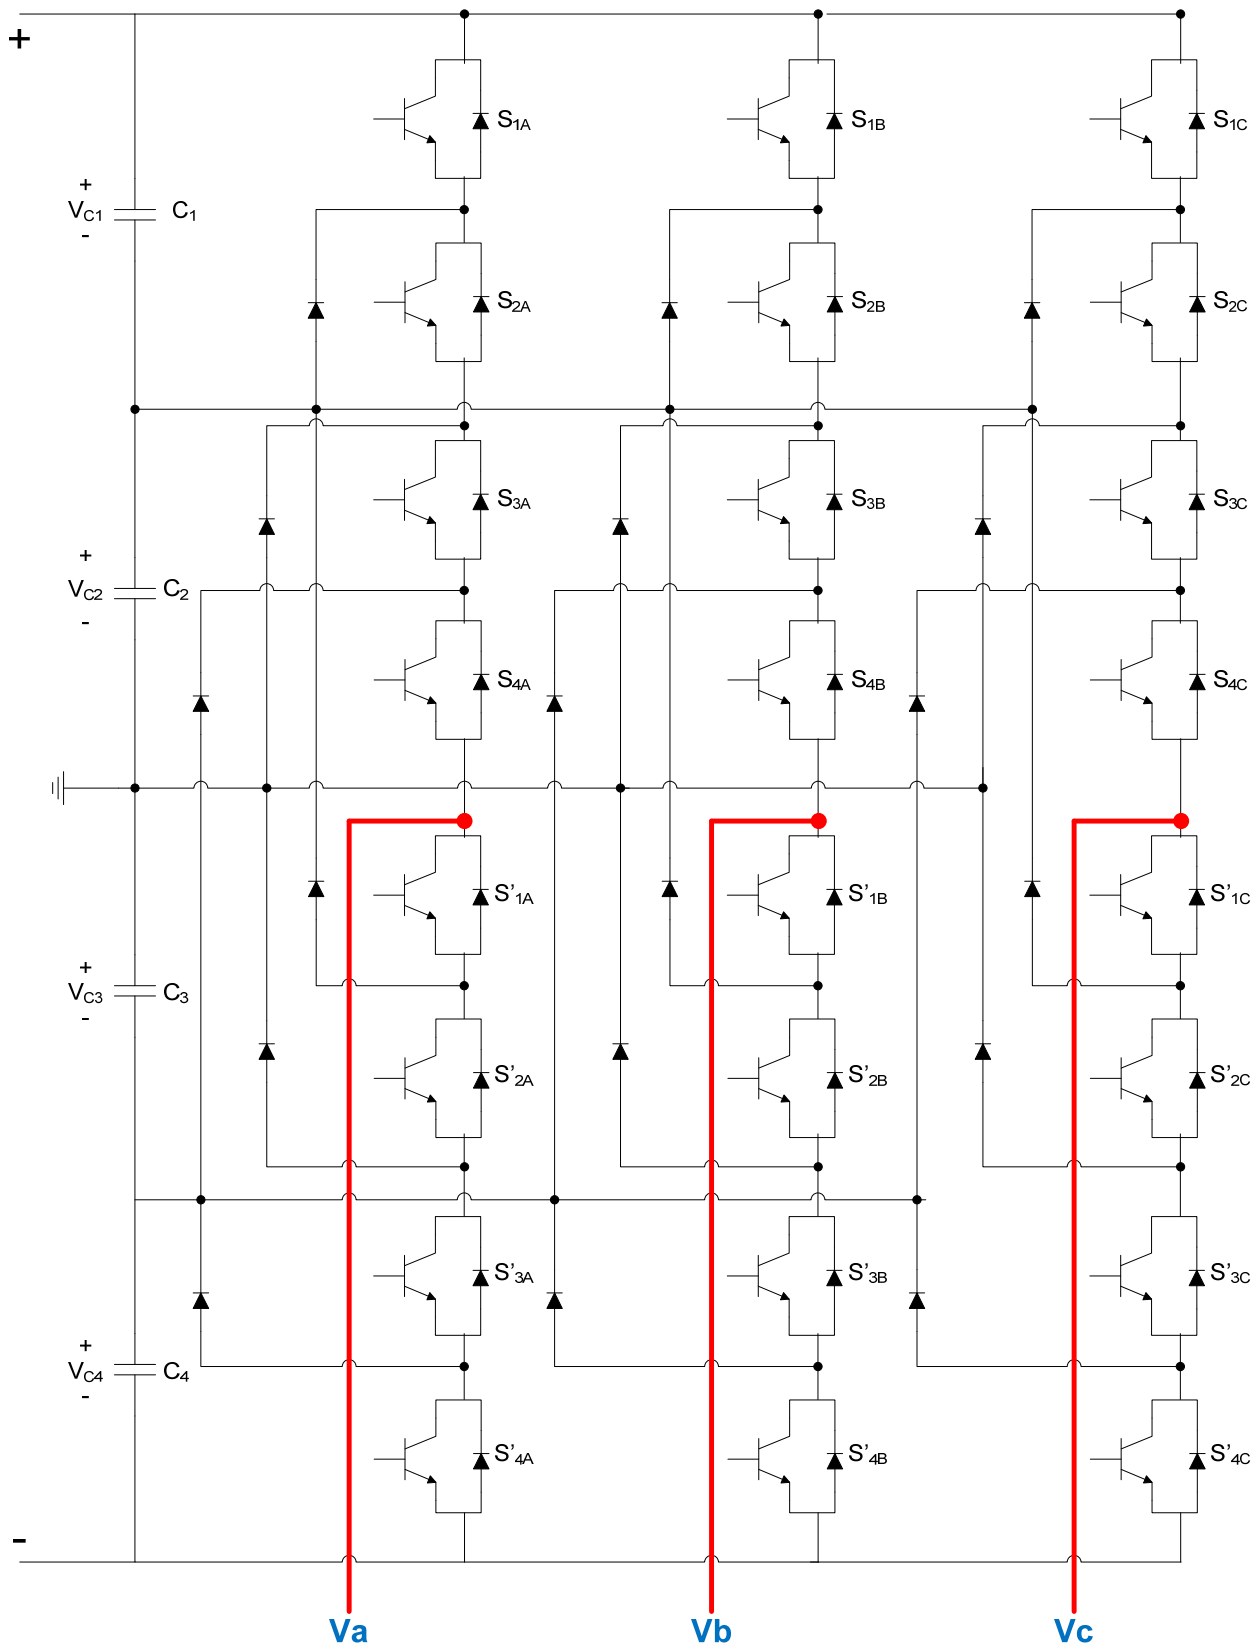 +
S1A S1B S1C
+
VC1 C1
-
S2A S2B S2C
S3A S3B S3C
+
VC2 C2
-
S4A S4B S4C
S’1A S’1B S’1C
+
VC3 C3
-
S’2A S’2B S’2C
S’3A S’3B S’3C
+
VC4 C4
-
S’4A S’4B S’4C
-
Va Vb Vc